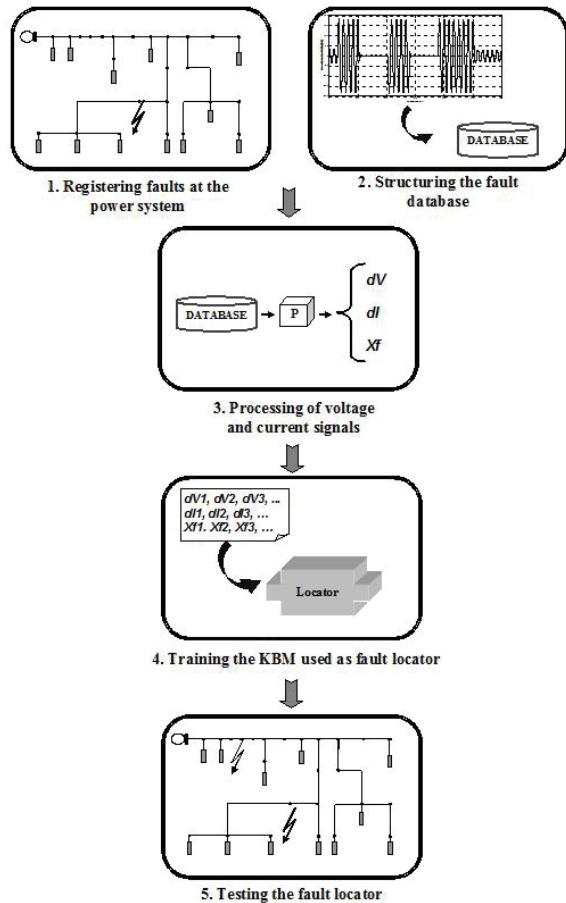 DATABASE
1. Registering faults at the
power system
2. Structuring the fault
database
DATABASE
P
dV
dI
Xf
3. Processing of voltage
and current signals
dV1, dV2, dV3, ...
dI1, dI2, dI3, ...
Xf1. Xf2, Xf3, ...
Locator
4. Training the KBM used as fault locator
5. Testing the fault locator